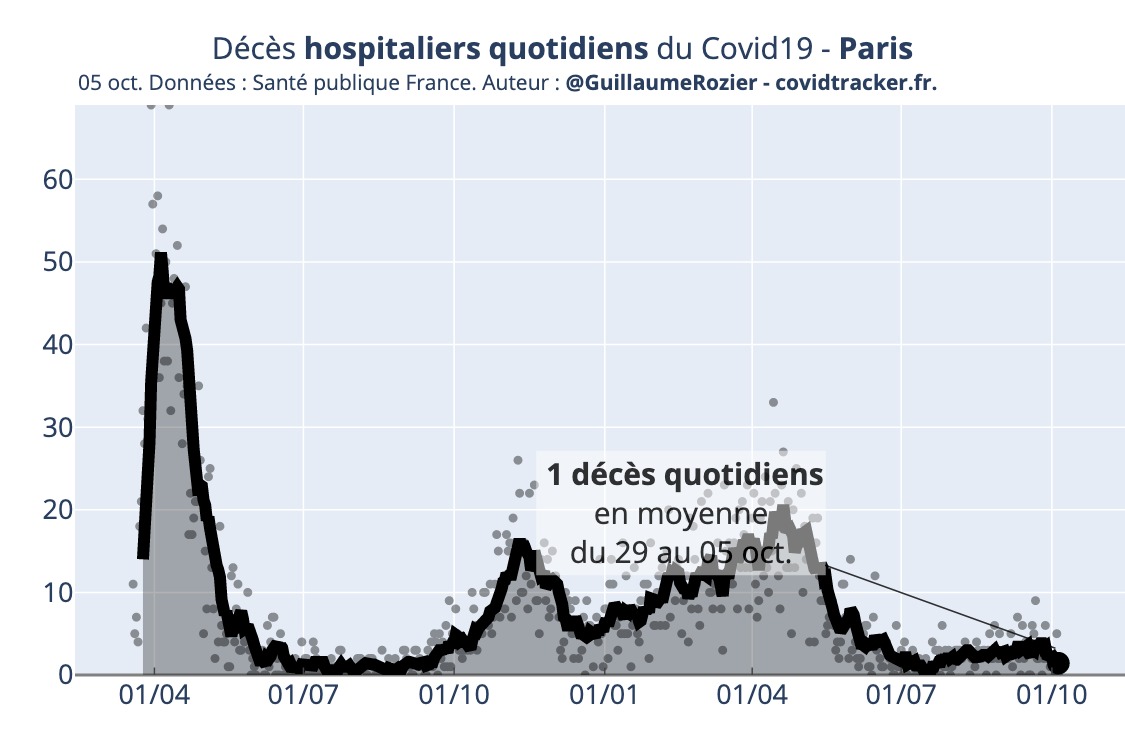 Décès hospitaliers quotidiens du Covid19 - Paris
05 oct. Données : Santé publique France. Auteur : @GuillaumeRozier - covidtracker.fr.
60
50
40
30
20
10
0
1 décès quotidiens
en moyenne
du 29 au 05 oct.
01/04 01/07 01/10 01/01 01/04 01/07 01/10